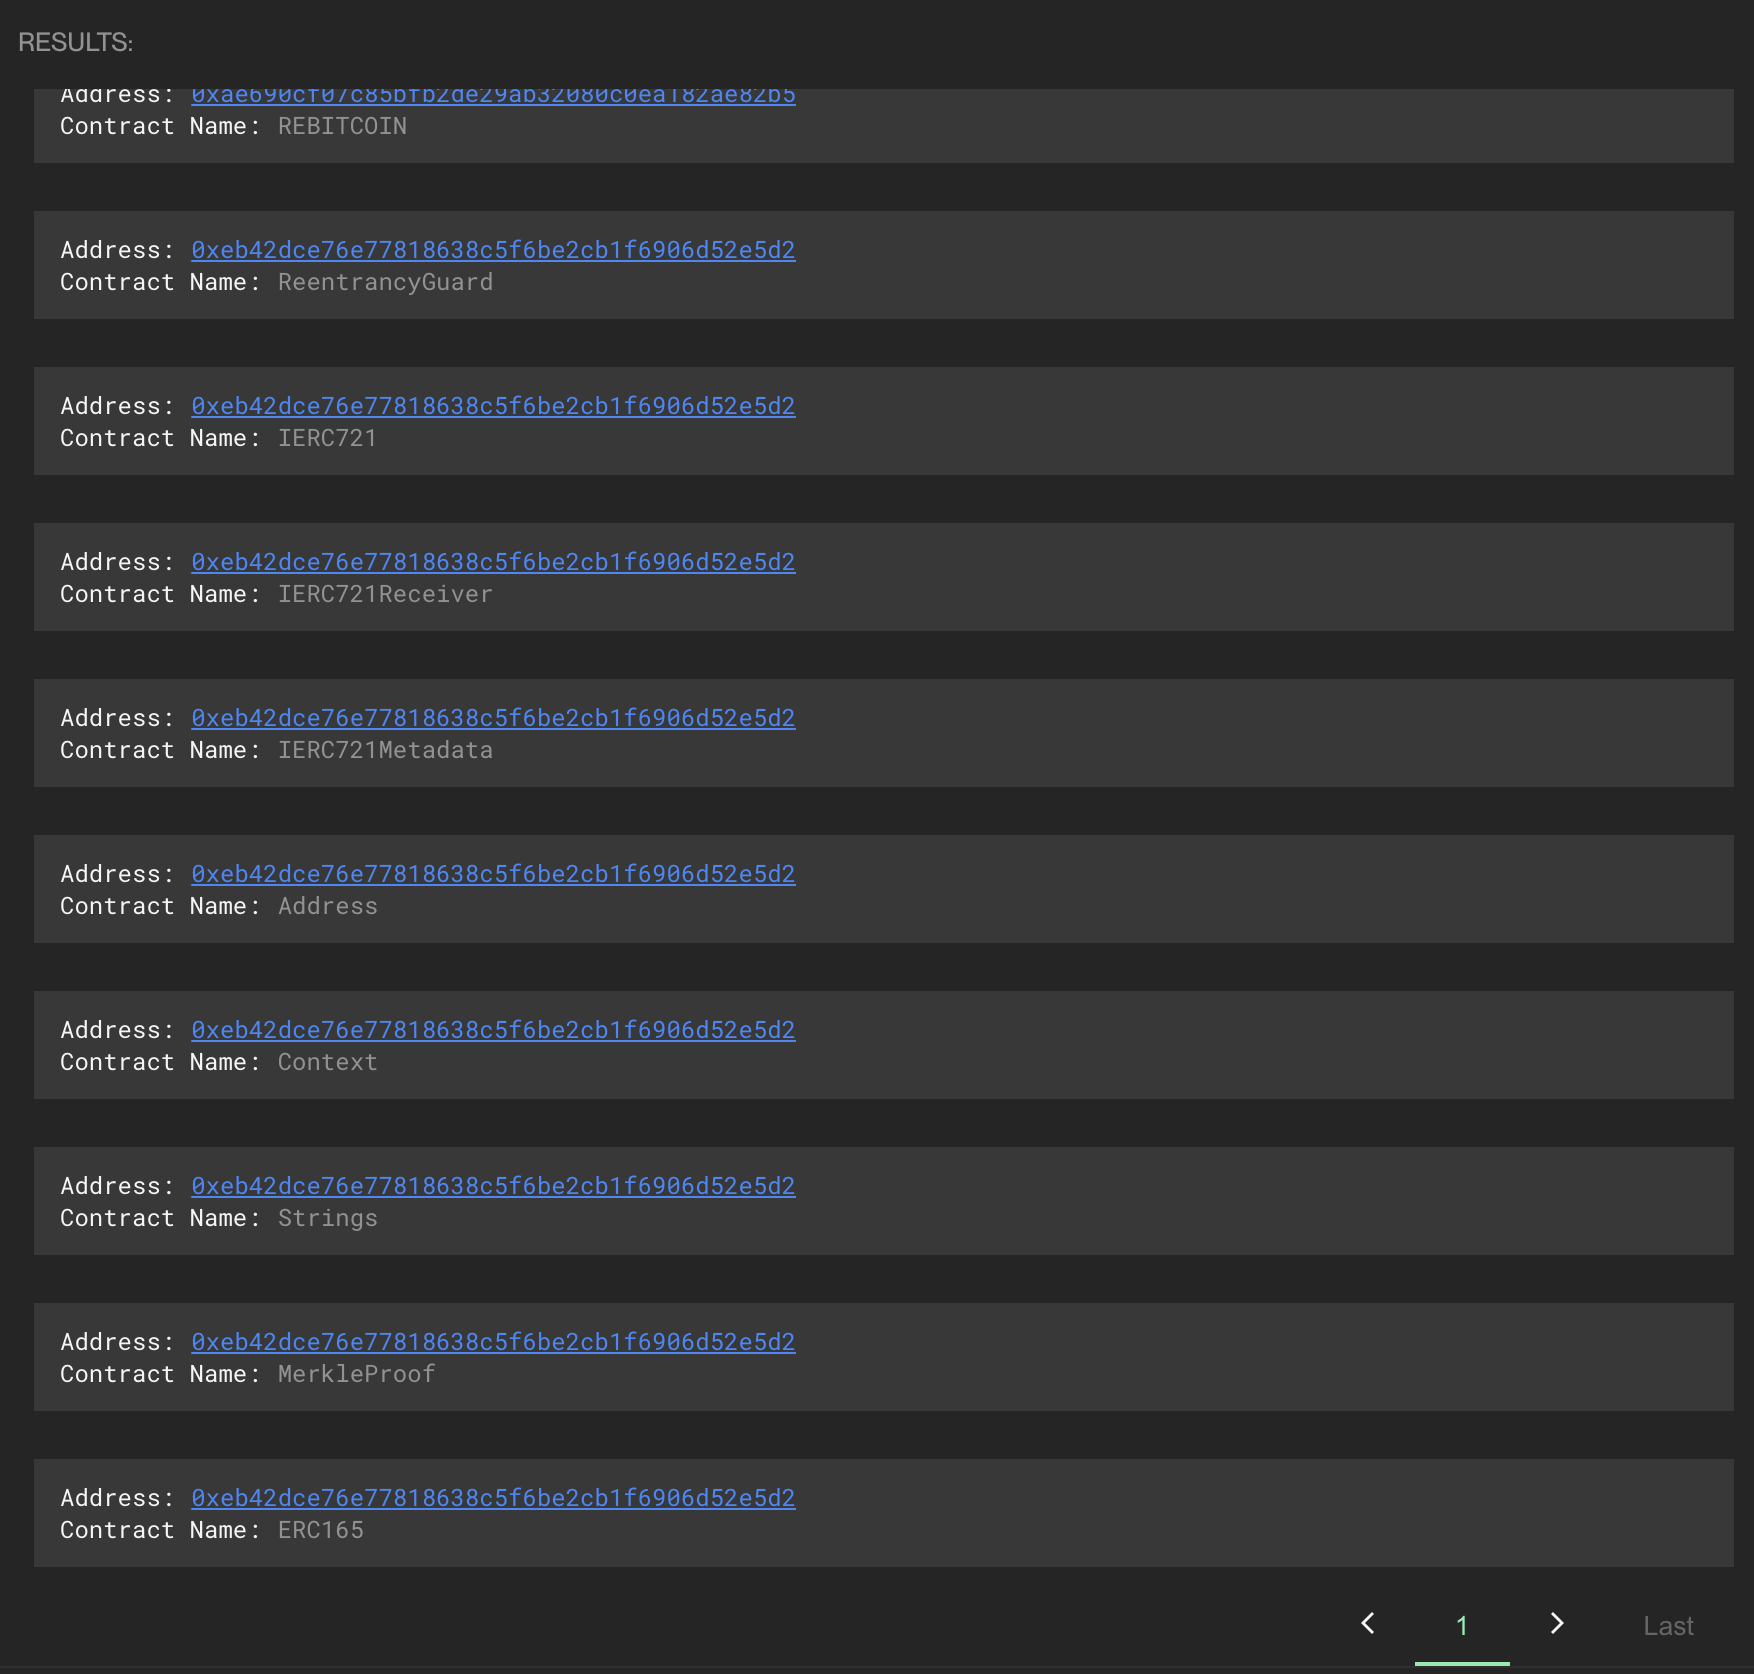 RESULTS:
Address: 0xae690cf07c85bfb2de29ab32080c0ea182ae82b5
Contract Name: REBITCOIN
Address: 0xeb42dce76e77818638c5f6be2cb1f6906d52e5d2
Contract Name: ReentrancyGuard
Address: 0xeb42dce76e77818638c5f6be2cb1f6906d52e5d2
Contract Name: IERC721
Address: 0xeb42dce76e77818638c5f6be2cb1f6906d52e5d2
Contract Name: IERC721Receiver
Address: 0xeb42dce76e77818638c5f6be2cb1f6906d52e5d2
Contract Name: IERC721Metadata
Address: 0xeb42dce76e77818638c5f6be2cb1f6906d52e5d2
Contract Name: Address
Address: 0xeb42dce76e77818638c5f6be2cb1f6906d52e5d2
Contract Name: Context
Address: 0xeb42dce76e77818638c5f6be2cb1f6906d52e5d2
Contract Name: Strings
Address: 0xeb42dce76e77818638c5f6be2cb1f6906d52e5d2
Contract Name: MerkleProof
Address: 0xeb42dce76e77818638c5f6be2cb1f6906d52e5d2
Contract Name: ERC165
1 Last